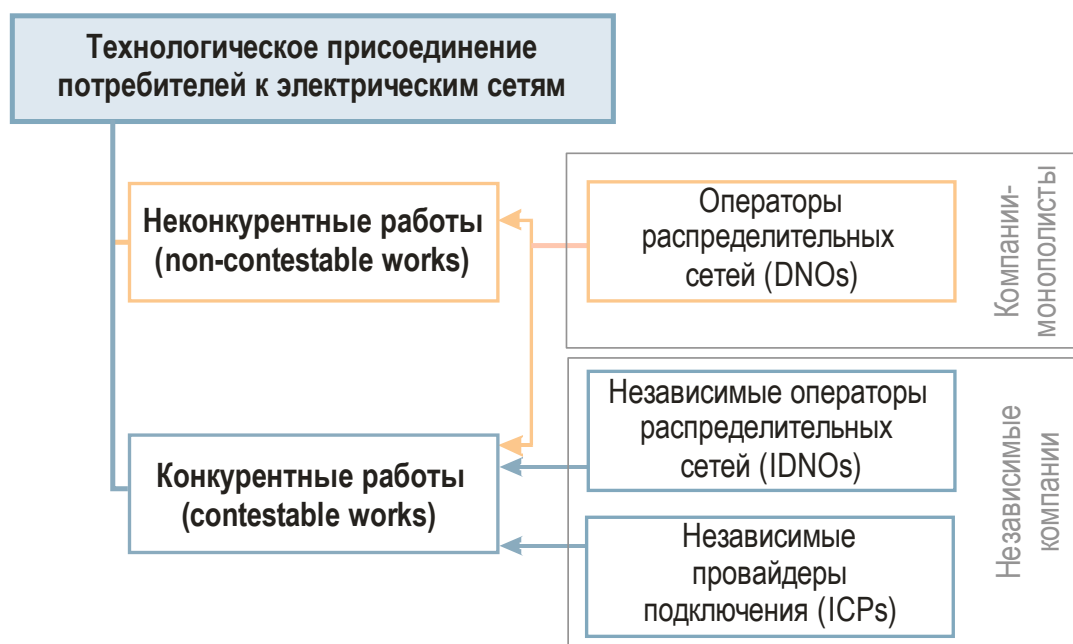 Технологическое присоединение
потребителей к электрическим сетям
Неконкурентные работы
(non-contestable works)
Операторы
распределительных
сетей (DNOs)
Компании-
монополисты
Конкурентные работы
(contestable works)
Независимые операторы
распределительных
сетей (IDNOs)
Независимые
провайдеры
подключения (ICPs)
Независимые
компании